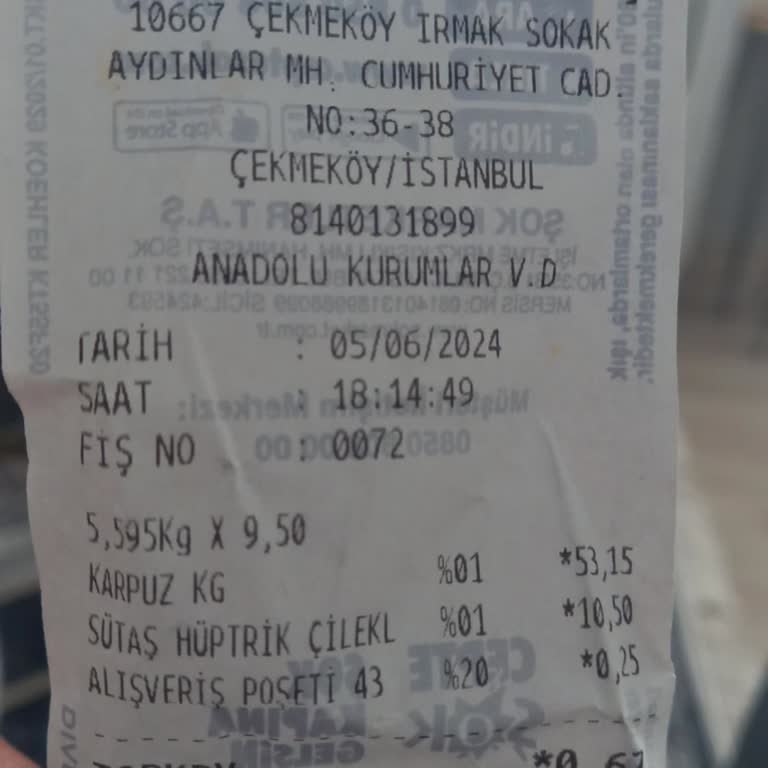 10667 ÇEKMEKÖY IRMAK SOKAK
AYDINLAR MH. CUMHURİYET CAD.
NO:36-38
ÇEKMEKÖY/İSTANBUL
8140131899
ANADOLU KURUMLAR V.D
TARİH : 05/06/2024
SAAT : 18:14:49
FİŞ NO : 0072
5,595Kg X 9,50
KARPUZ KG %01 *53,15
SÜTAŞ HÜPTRİK ÇİLEKL %01 *10,50
ALIŞVERİŞ POŞETİ 43 %20 *0,25